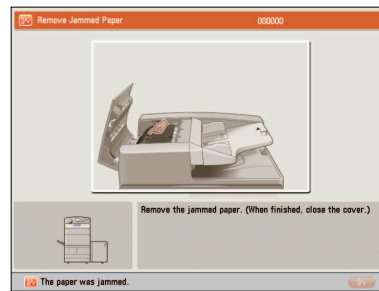 Remove Jammed Paper 000000
Remove the jammed paper. (When finished, close the cover.)
The paper was jammed.